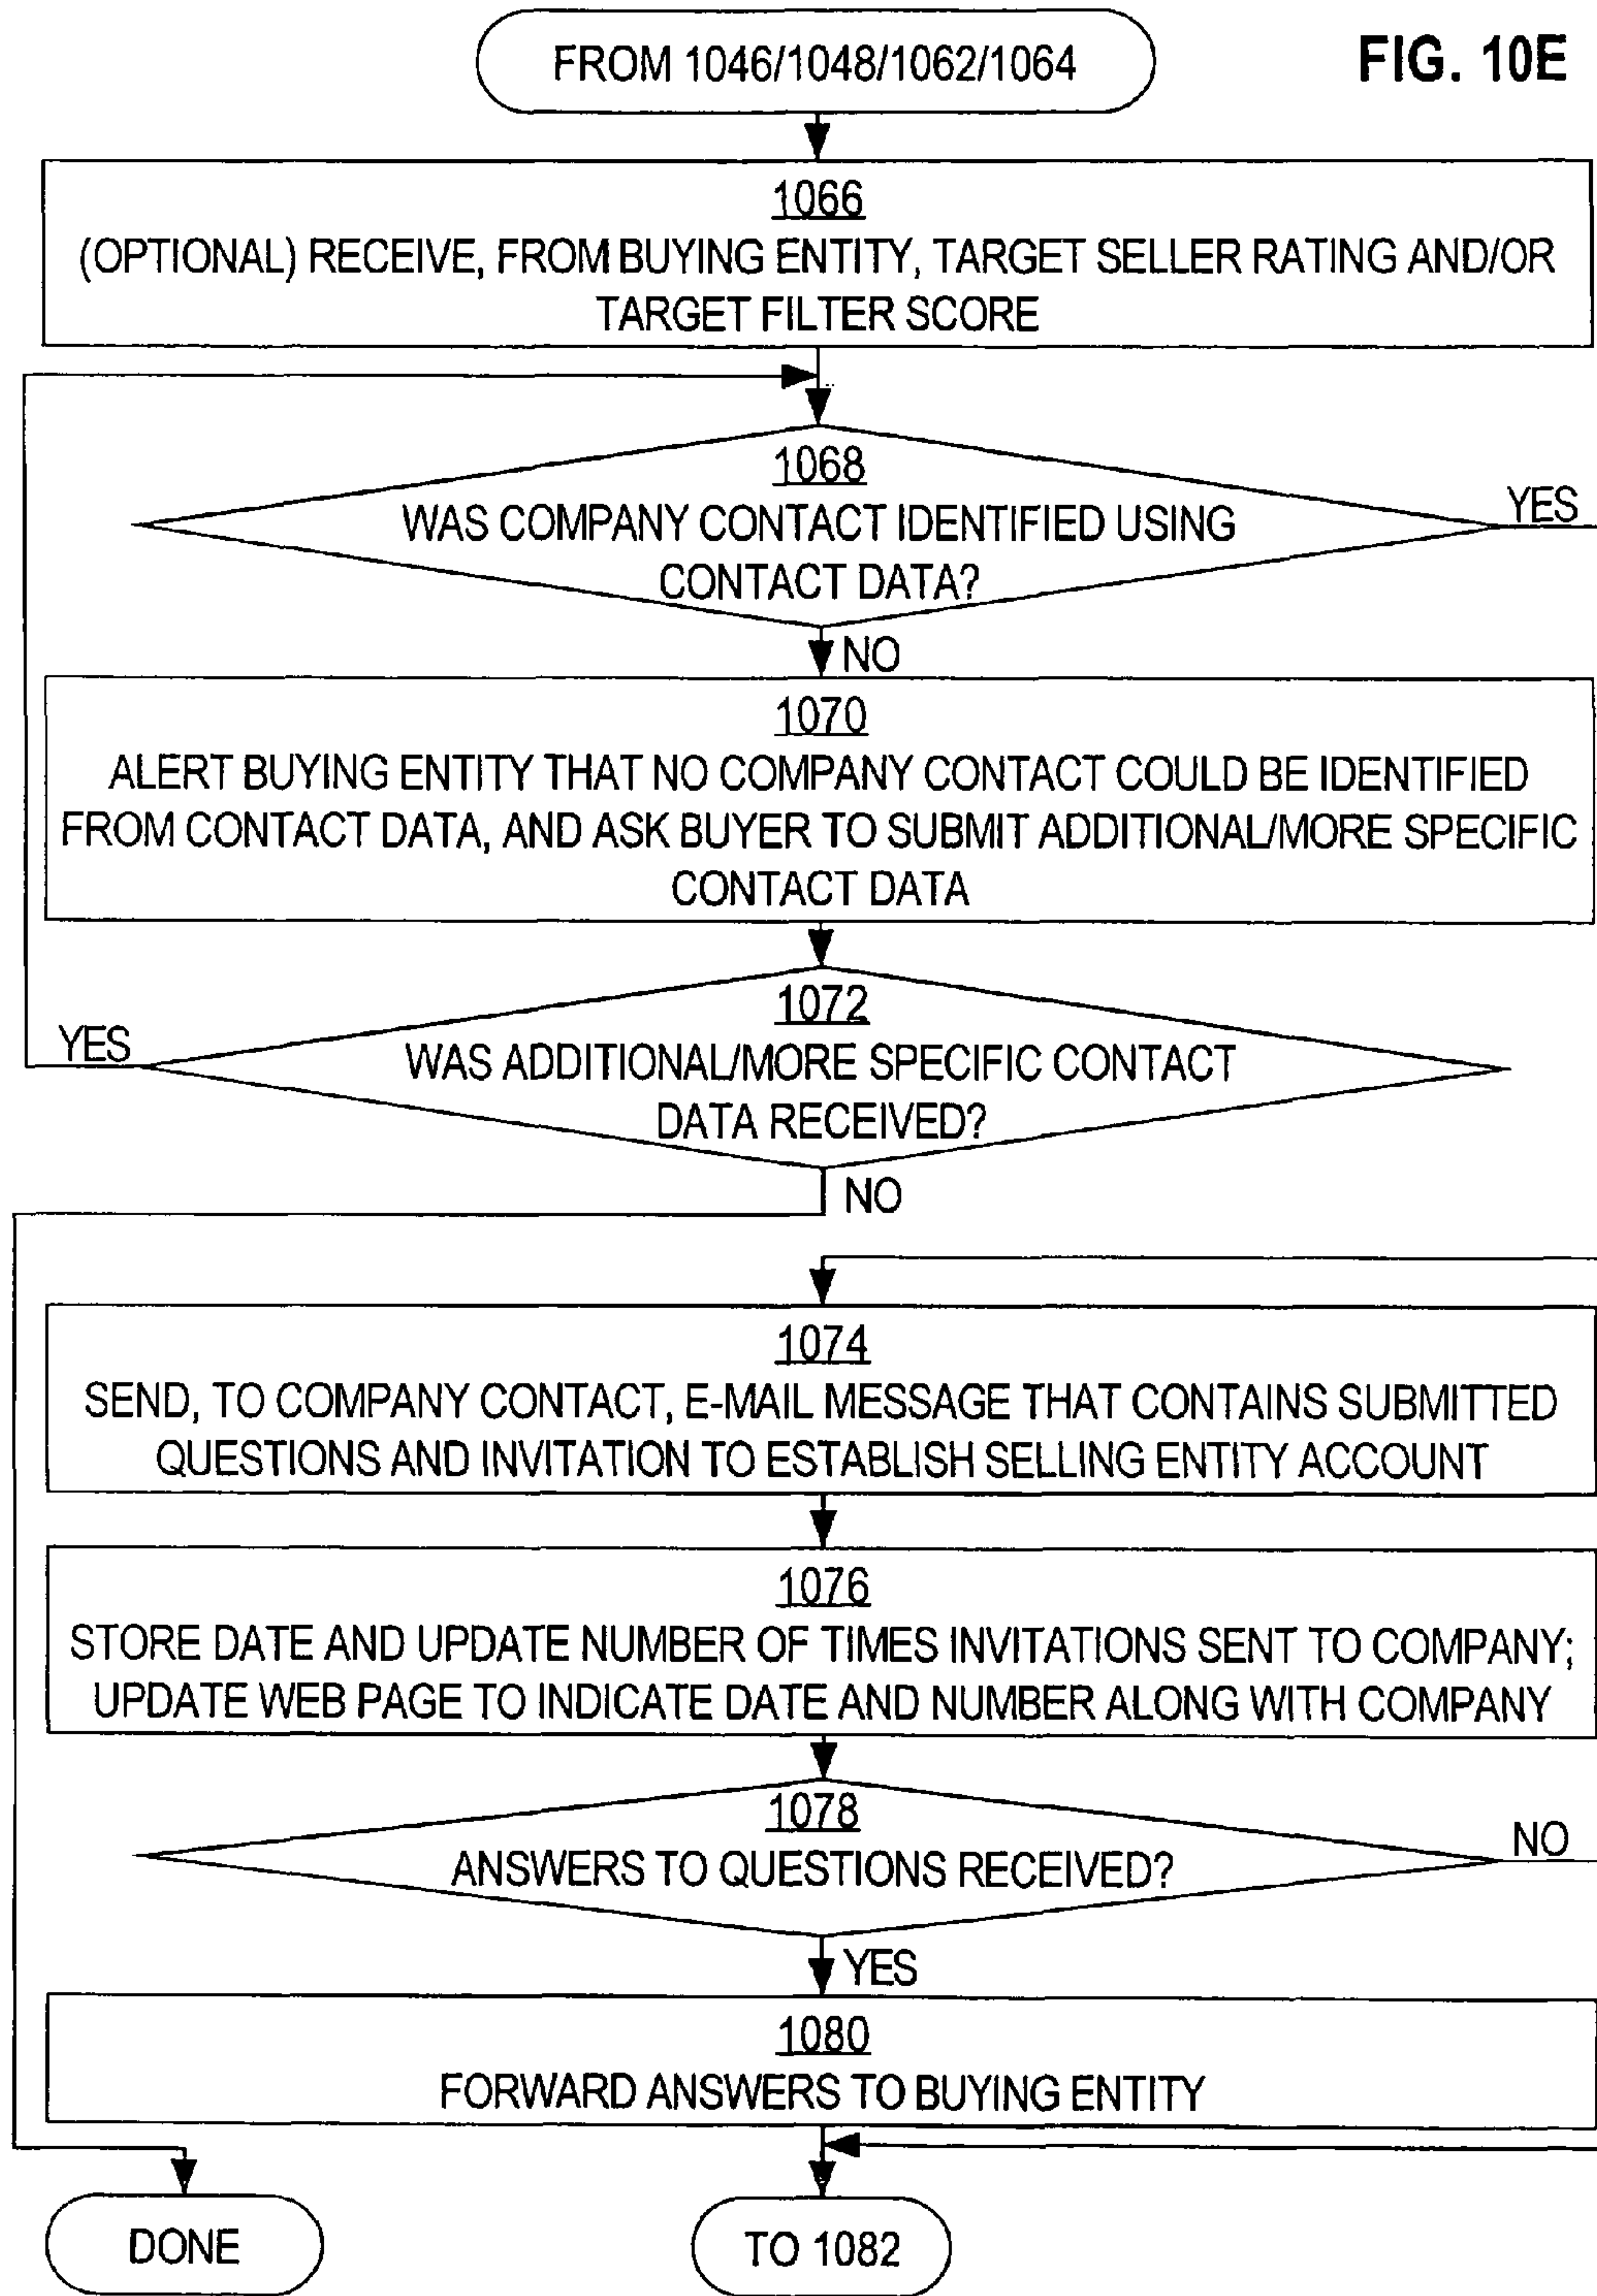 FROM 1046/1048/1062/1064
FIG. 10E
1066
(OPTIONAL) RECEIVE, FROM BUYING ENTITY, TARGET SELLER RATING AND/OR
TARGET FILTER SCORE
1068
WAS COMPANY CONTACT IDENTIFIED USING
CONTACT DATA?
YES
NO
1070
ALERT BUYING ENTITY THAT NO COMPANY CONTACT COULD BE IDENTIFIED
FROM CONTACT DATA, AND ASK BUYER TO SUBMIT ADDITIONAL/MORE SPECIFIC
CONTACT DATA
1072
WAS ADDITIONAL/MORE SPECIFIC CONTACT
DATA RECEIVED?
YES
NO
1074
SEND, TO COMPANY CONTACT, E-MAIL MESSAGE THAT CONTAINS SUBMITTED
QUESTIONS AND INVITATION TO ESTABLISH SELLING ENTITY ACCOUNT
1076
STORE DATE AND UPDATE NUMBER OF TIMES INVITATIONS SENT TO COMPANY;
UPDATE WEB PAGE TO INDICATE DATE AND NUMBER ALONG WITH COMPANY
1078
ANSWERS TO QUESTIONS RECEIVED?
NO
YES
1080
FORWARD ANSWERS TO BUYING ENTITY
DONE
TO 1082